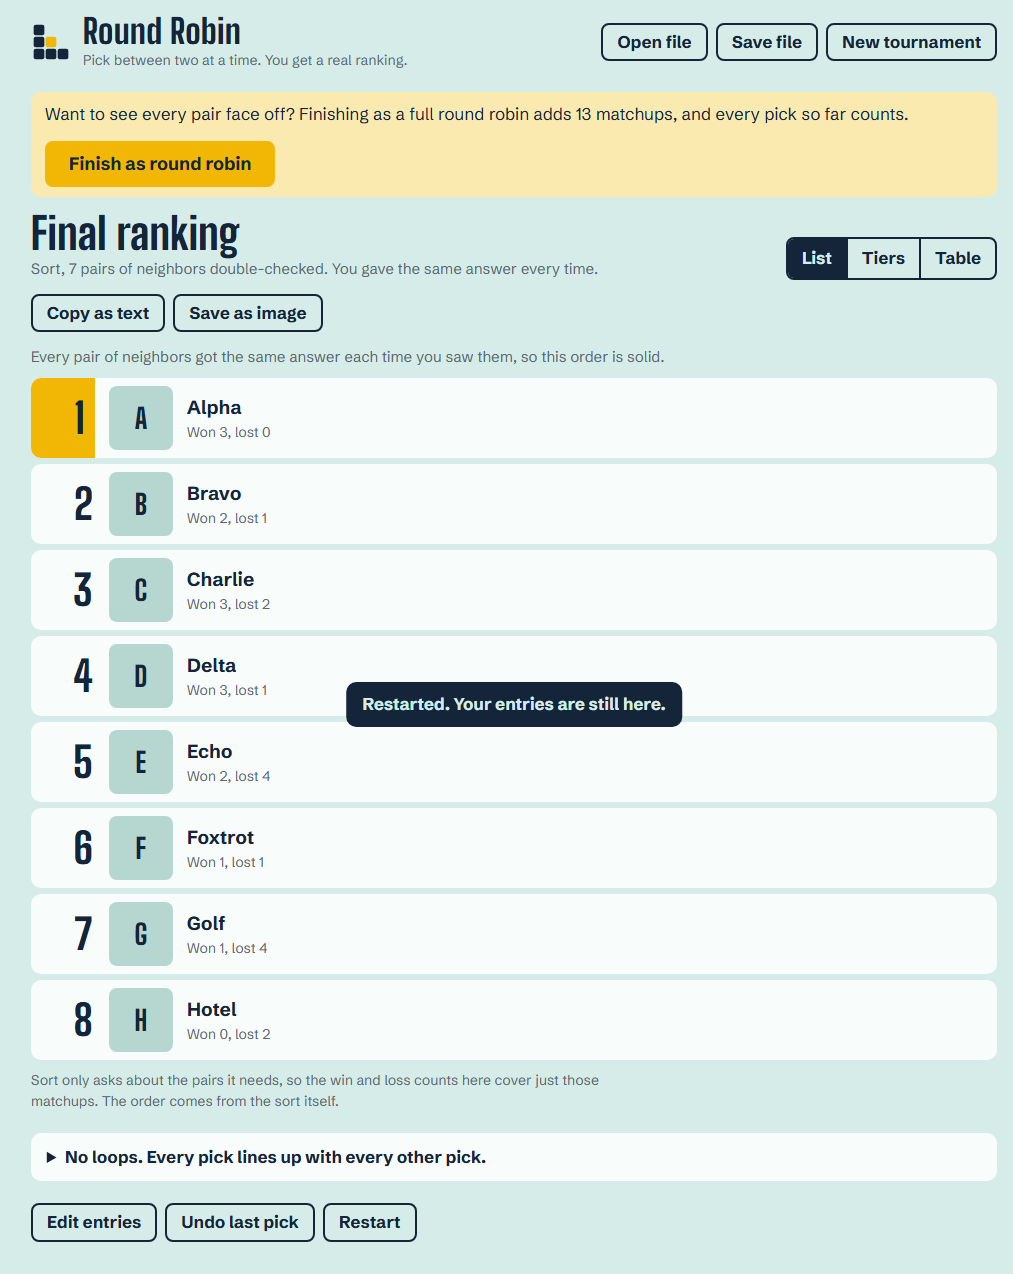 Round Robin
Pick between two at a time. You get a real ranking.
Open file
Save file
New tournament
Want to see every pair face off? Finishing as a full round robin adds 13 matchups, and every pick so far counts.
Finish as round robin
Final ranking
Sort, 7 pairs of neighbors double-checked. You gave the same answer every time.
List
Tiers
Table
Copy as text
Save as image
Every pair of neighbors got the same answer each time you saw them, so this order is solid.
1
A
Alpha
Won 3, lost 0
2
B
Bravo
Won 2, lost 1
3
C
Charlie
Won 3, lost 2
4
D
Delta
Won 3, lost 1
Restarted. Your entries are still here.
5
E
Echo
Won 2, lost 4
6
F
Foxtrot
Won 1, lost 1
7
G
Golf
Won 1, lost 4
8
H
Hotel
Won 0, lost 2
Sort only asks about the pairs it needs, so the win and loss counts here cover just those
matchups. The order comes from the sort itself.
No loops. Every pick lines up with every other pick.
Edit entries
Undo last pick
Restart